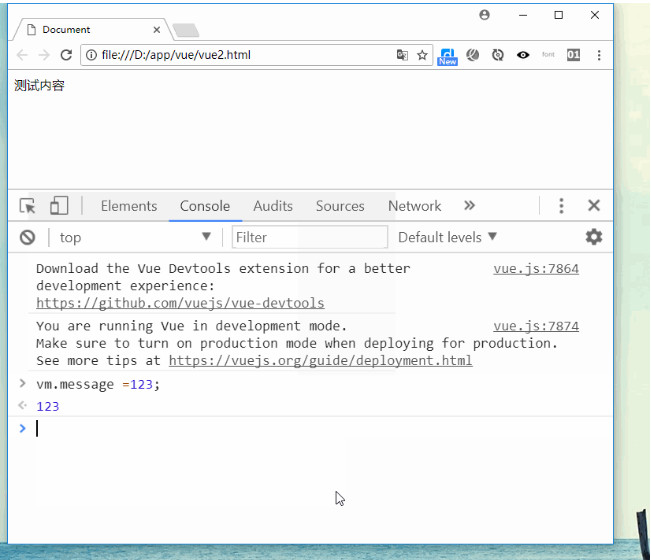 Document
file:///D:/app/vue/vue2.html
New
font
01
测试内容
Elements Console Audits Sources Network
top Filter Default levels
Download the Vue Devtools extension for a better vue.js:7864
development experience:
https://github.com/vuejs/vue-devtools
You are running Vue in development mode. vue.js:7874
Make sure to turn on production mode when deploying for production.
See more tips at https://vuejs.org/guide/deployment.html
vm.message =123;
123